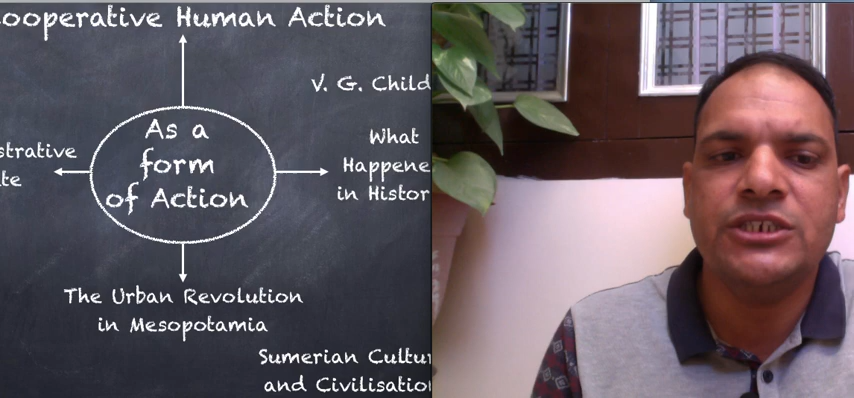 ooperative Human Action
V. G. Child
As a
form
of Action
strative
te
What
Happene
in Histor
The Urban Revolution
in Mesopotamia
Sumerian Cultur
and Civilisatio